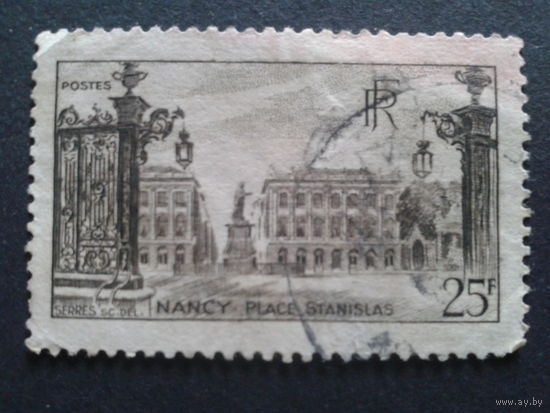 POSTES
RF
25F
SERRES SC. DEL.
NANCY. PLACE STANISLAS
www.ay.by